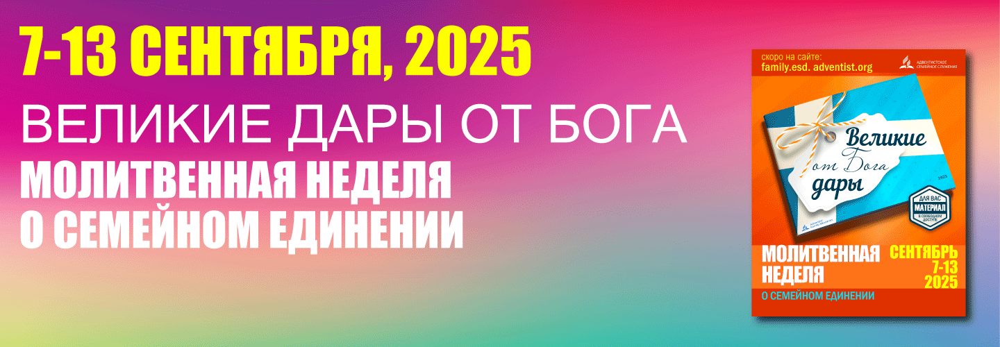 7-13 СЕНТЯБРЯ, 2025
ВЕЛИКИЕ ДАРЫ ОТ БОГА
МОЛИТВЕННАЯ НЕДЕЛЯ
О СЕМЕЙНОМ ЕДИНЕНИИ
скоро на сайте:
family.esd. adventist.org
АДВЕНТИСТСКОЕ
СЕМЕЙНОЕ СЛУЖЕНИЕ
Великие
от Бога
дары
ДЛЯ ВАС
МАТЕРИАЛ
В СВОБОДНОМ
ДОСТУПЕ
МОЛИТВЕННАЯ
НЕДЕЛЯ
СЕНТЯБРЬ
7-13
2025
О СЕМЕЙНОМ ЕДИНЕНИИ